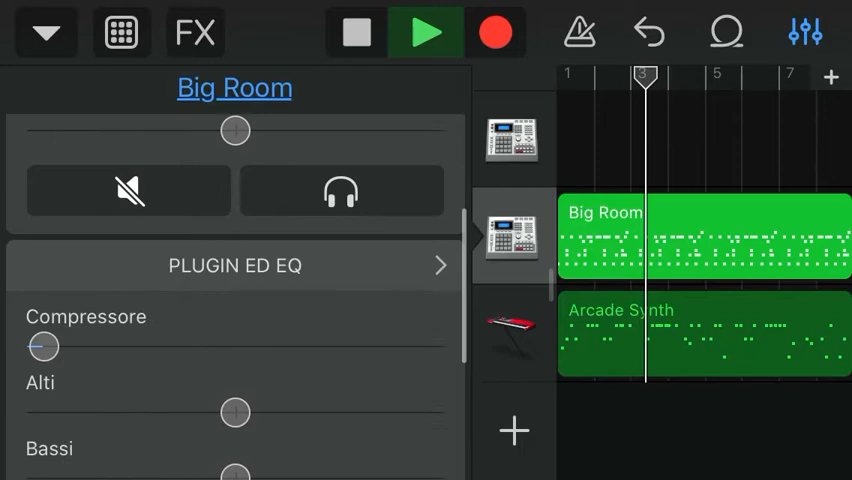 FX
Big Room
1
3
5
7
+
Big Room
PLUGIN ED EQ
Compressore
Arcade Synth
Alti
Bassi